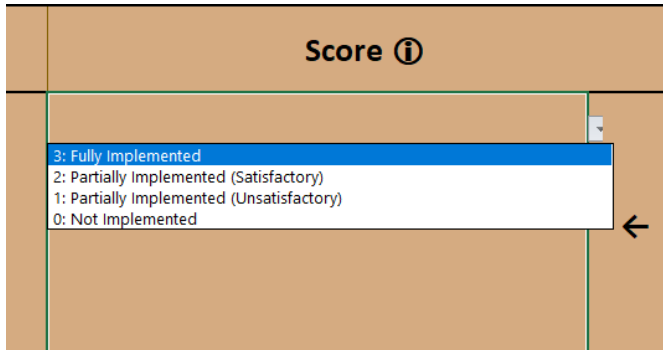 Score ⓘ
3: Fully Implemented
2: Partially Implemented (Satisfactory)
1: Partially Implemented (Unsatisfactory)
0: Not Implemented
←